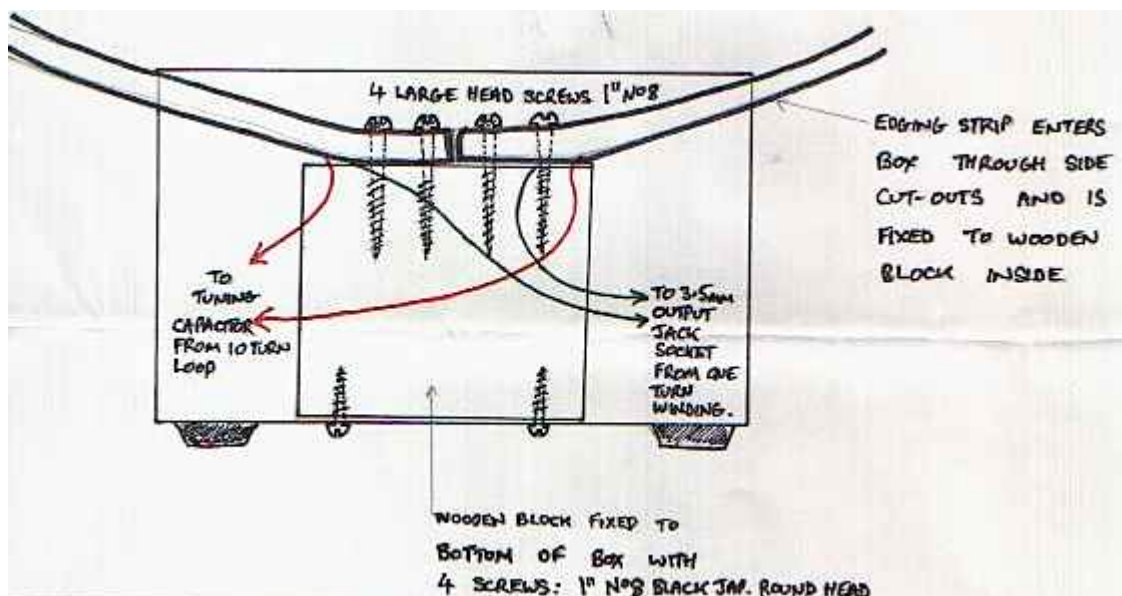 4 LARGE HEAD SCREWS 1" No8
EDGING STRIP ENTERS
BOX THROUGH SIDE
CUT-OUTS AND IS
FIXED TO WOODEN
BLOCK INSIDE
TO
TUNING
CAPACTOR
FROM 10 TURN
LOOP
TO 3.5mm
OUTPUT
JACK
SOCKET
FROM ONE
TURN
WINDING.
WOODEN BLOCK FIXED TO
BOTTOM OF BOX WITH
4 SCREWS: 1" No8 BLACK JAP. ROUND HEAD